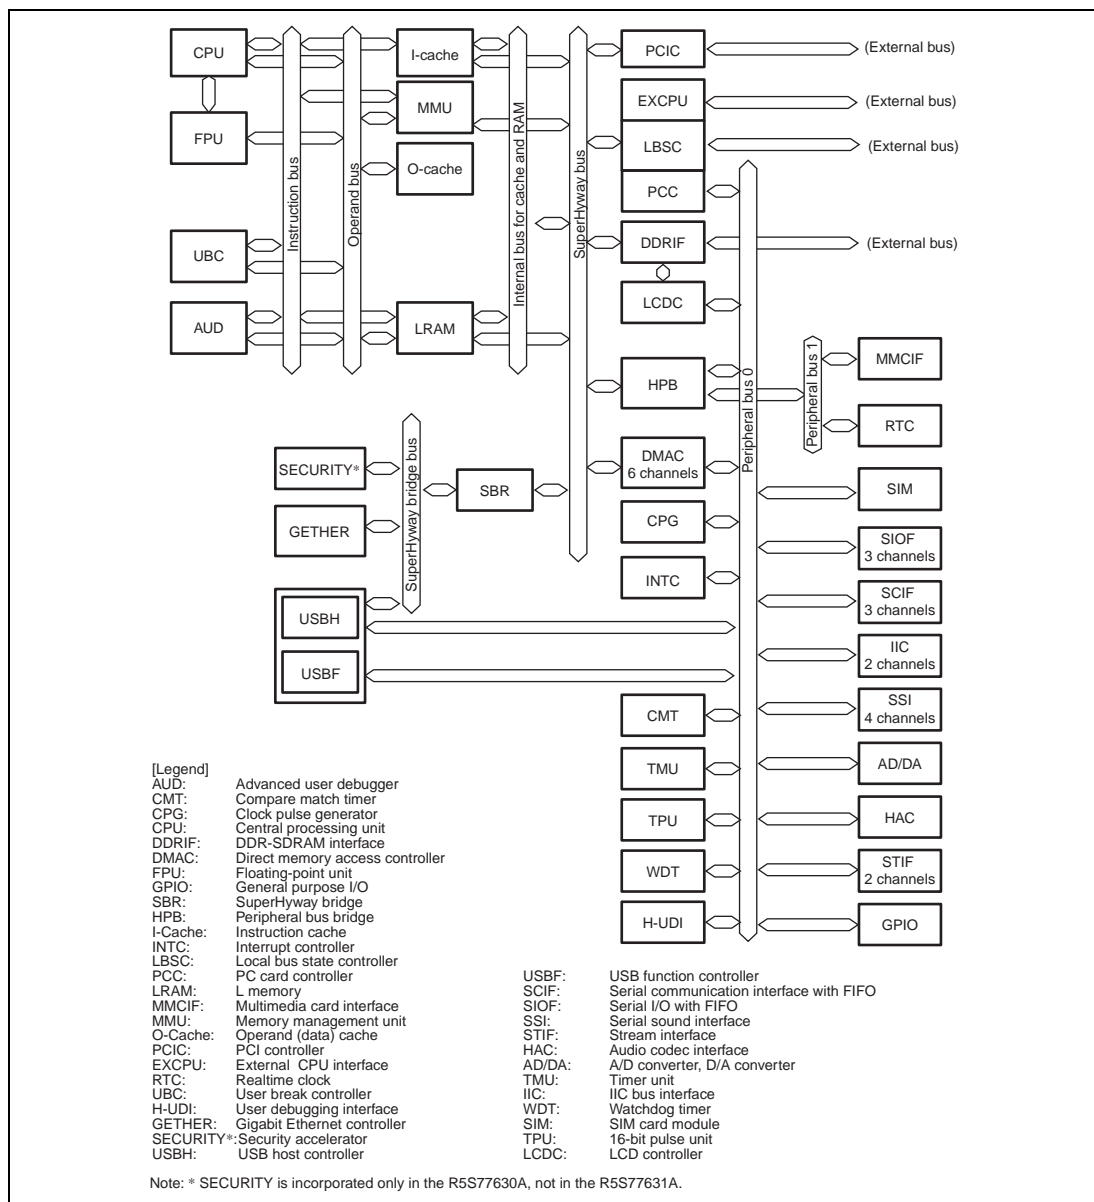 CPU
I-cache
PCIC
(External bus)
MMU
EXCPU
(External bus)
FPU
LBSC
(External bus)
O-cache
PCC
Instruction bus
Operand bus
Internal bus for cache and RAM
SuperHyway bus
UBC
DDRIF
(External bus)
LCDC
AUD
LRAM
MMCIF
HPB
Peripheral bus 0
Peripheral bus 1
RTC
SECURITY*
SBR
DMAC
6 channels
SIM
GETHER
SuperHyway bridge bus
CPG
SIOF
3 channels
INTC
SCIF
3 channels
USBH
IIC
2 channels
USBF
CMT
SSI
4 channels
TMU
AD/DA
TPU
HAC
WDT
STIF
2 channels
H-UDI
GPIO
[Legend]
AUD: Advanced user debugger
CMT: Compare match timer
CPG: Clock pulse generator
CPU: Central processing unit
DDRIF: DDR-SDRAM interface
DMAC: Direct memory access controller
FPU: Floating-point unit
GPIO: General purpose I/O
SBR: SuperHyway bridge
HPB: Peripheral bus bridge
I-Cache: Instruction cache
INTC: Interrupt controller
LBSC: Local bus state controller
PCC: PC card controller
LRAM: L memory
MMCIF: Multimedia card interface
MMU: Memory management unit
O-Cache: Operand (data) cache
PCIC: PCI controller
EXCPU: External CPU interface
RTC: Realtime clock
UBC: User break controller
H-UDI: User debugging interface
GETHER: Gigabit Ethernet controller
SECURITY*:Security accelerator
USBH: USB host controller
USBF: USB function controller
SCIF: Serial communication interface with FIFO
SIOF: Serial I/O with FIFO
SSI: Serial sound interface
STIF: Stream interface
HAC: Audio codec interface
AD/DA: A/D converter, D/A converter
TMU: Timer unit
IIC: IIC bus interface
WDT: Watchdog timer
SIM: SIM card module
TPU: 16-bit pulse unit
LCDC: LCD controller
Note: * SECURITY is incorporated only in the R5S77630A, not in the R5S77631A.